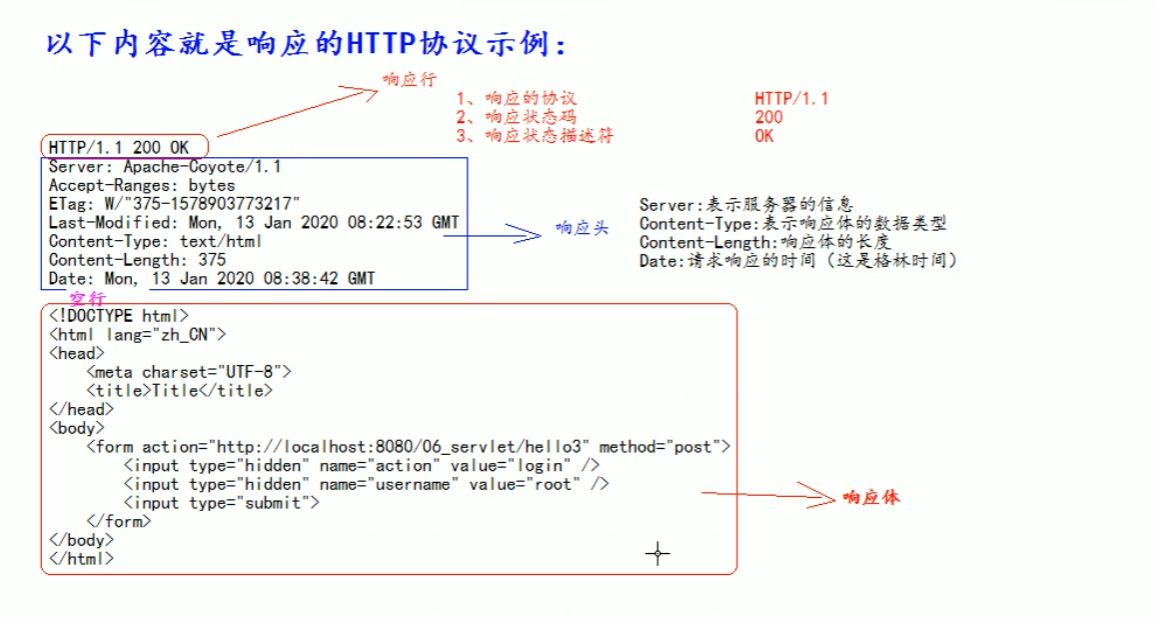 以下内容就是响应的HTTP协议示例：
响应行
1、响应的协议 HTTP/1.1
2、响应状态码 200
3、响应状态描述符 OK
HTTP/1.1 200 OK
Server: Apache-Coyote/1.1
Accept-Ranges: bytes
ETag: W/"375-1578903773217"
Last-Modified: Mon, 13 Jan 2020 08:22:53 GMT
Content-Type: text/html
Content-Length: 375
Date: Mon, 13 Jan 2020 08:38:42 GMT
响应头
Server:表示服务器的信息
Content-Type:表示响应体的数据类型
Content-Length:响应体的长度
Date:请求响应的时间（这是格林时间）
空行
<!DOCTYPE html>
<html lang="zh_CN">
<head>
    <meta charset="UTF-8">
    <title>Title</title>
</head>
<body>
    <form action="http://localhost:8080/06_servlet/hello3" method="post">
        <input type="hidden" name="action" value="login" />
        <input type="hidden" name="username" value="root" />
        <input type="submit">
    </form>
</body>
</html>
响应体